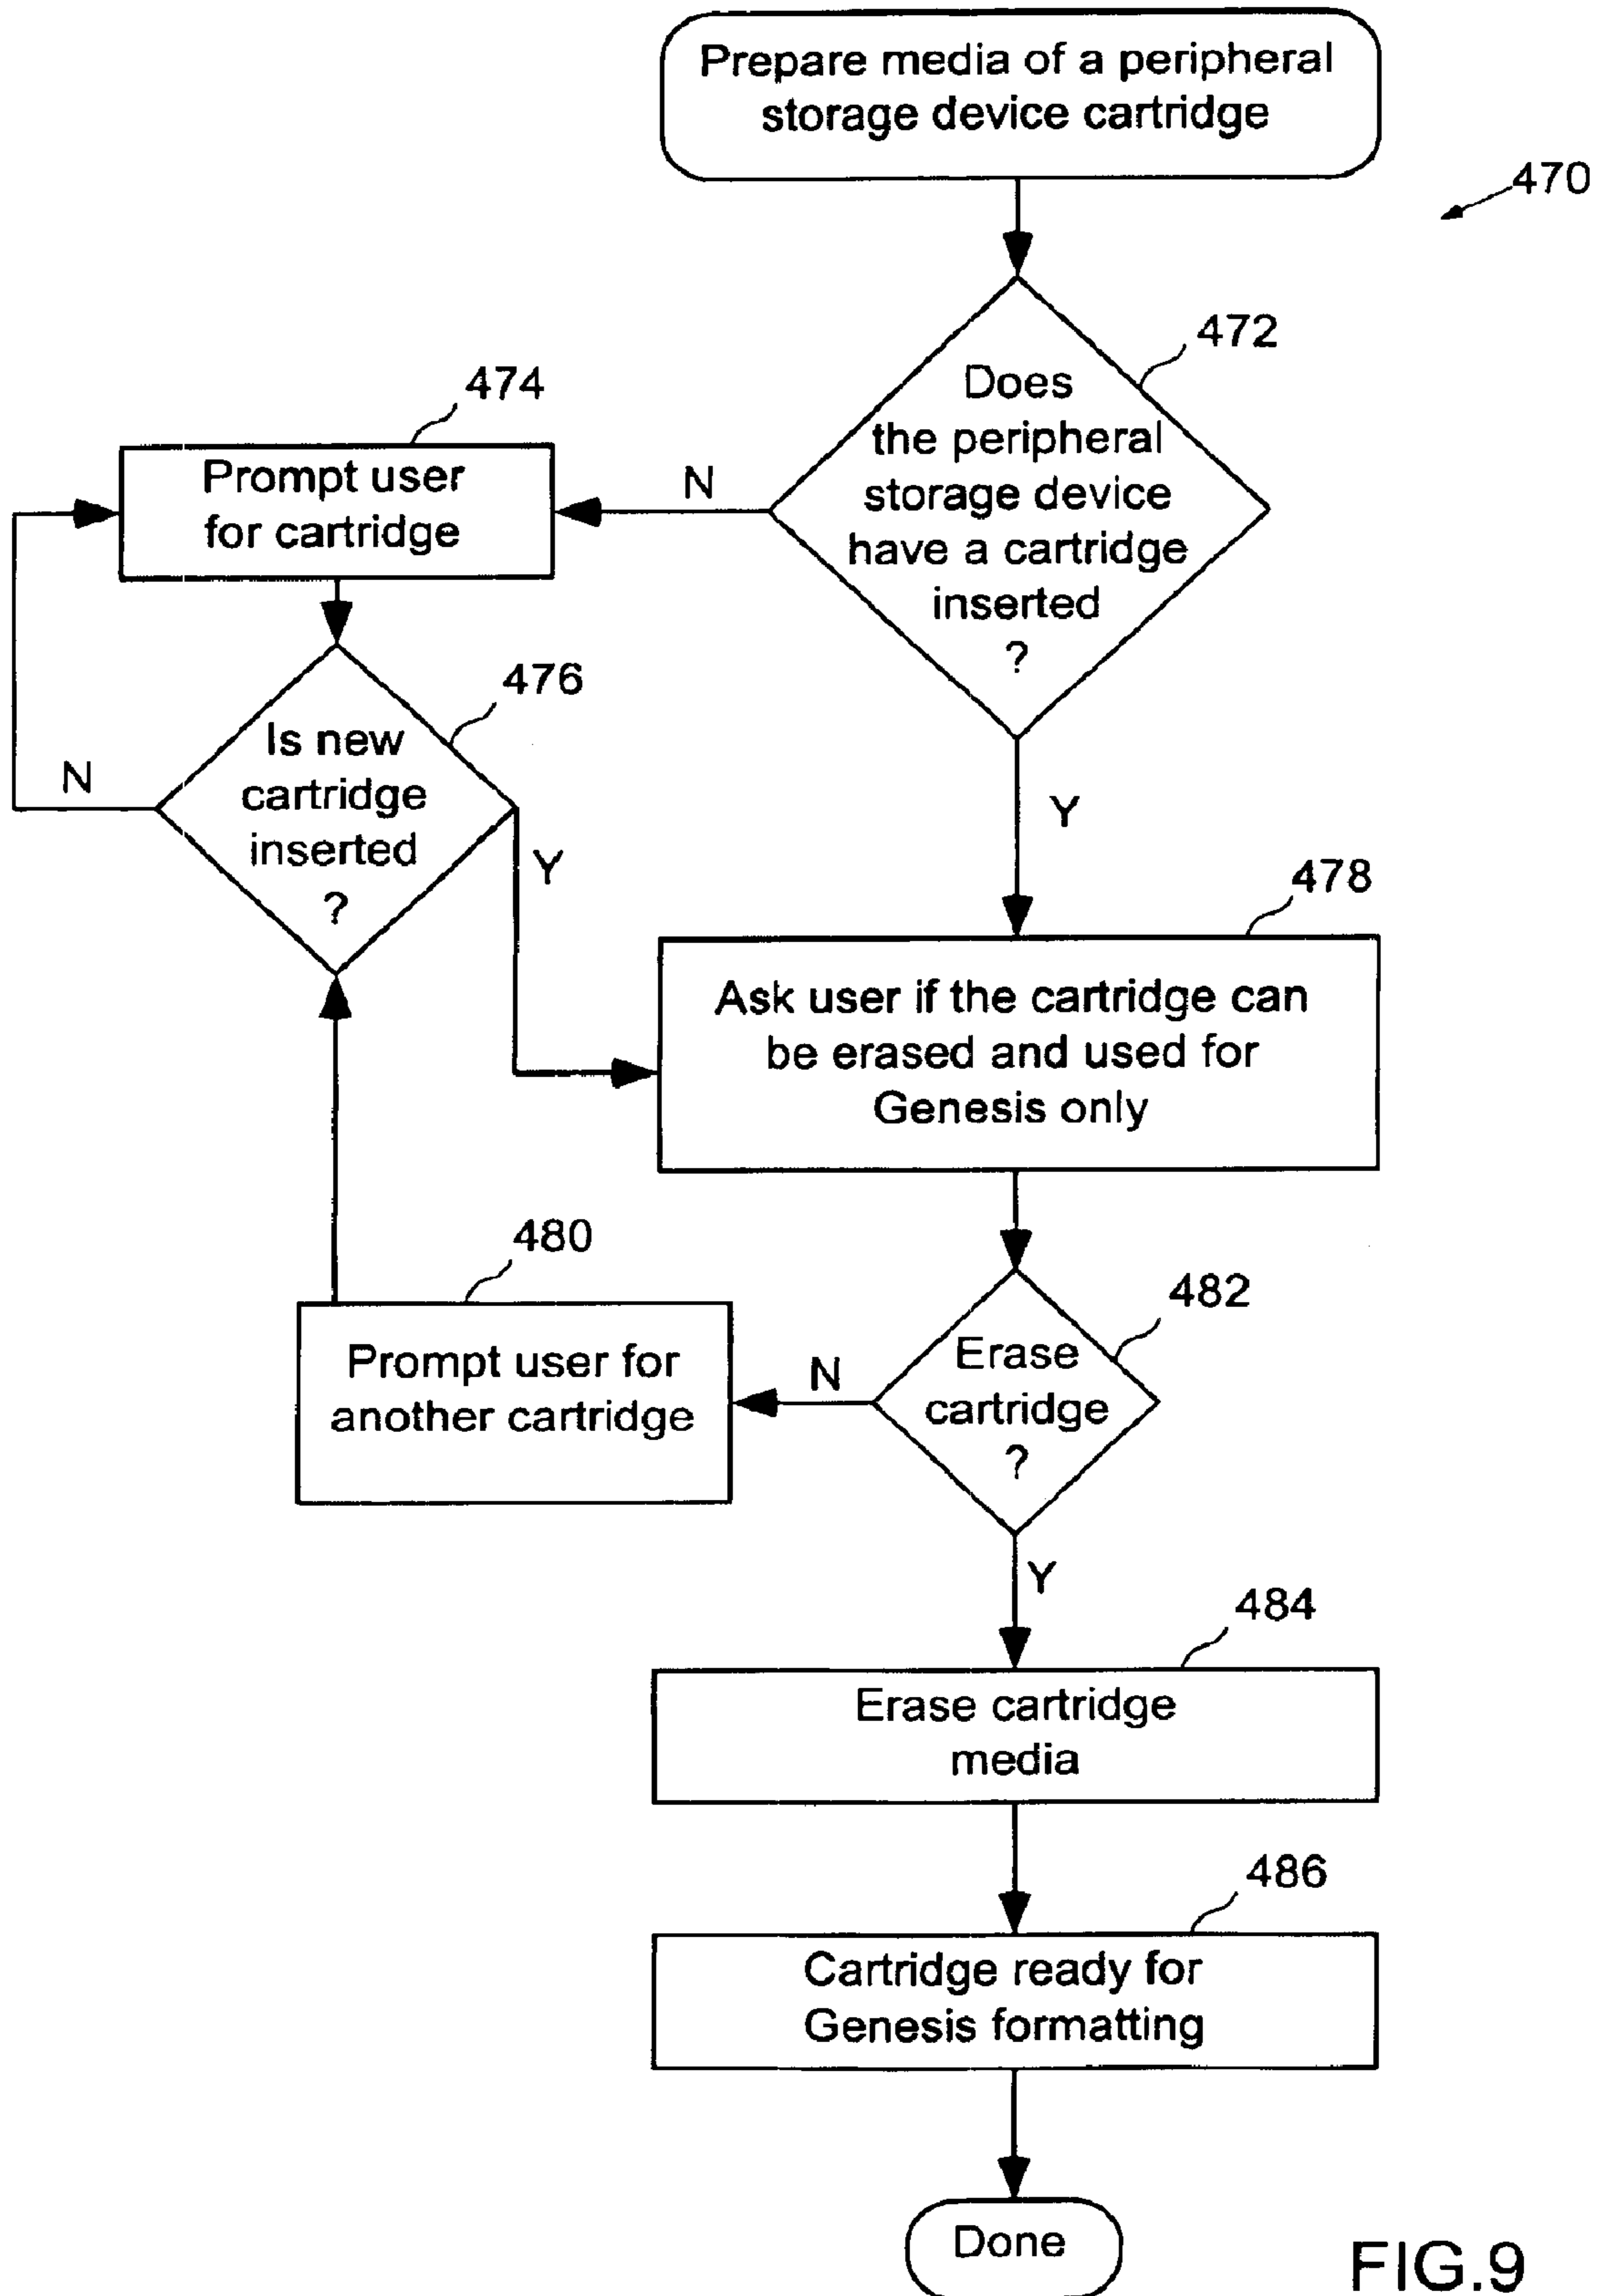 Prepare media of a peripheral
storage device cartridge
470
472
Does
the peripheral
storage device
have a cartridge
inserted
?
N
474
Prompt user
for cartridge
476
Is new
cartridge
inserted
?
N
Y
Y
478
Ask user if the cartridge can
be erased and used for
Genesis only
480
Prompt user for
another cartridge
482
Erase
cartridge
?
N
Y
484
Erase cartridge
media
486
Cartridge ready for
Genesis formatting
Done
FIG.9